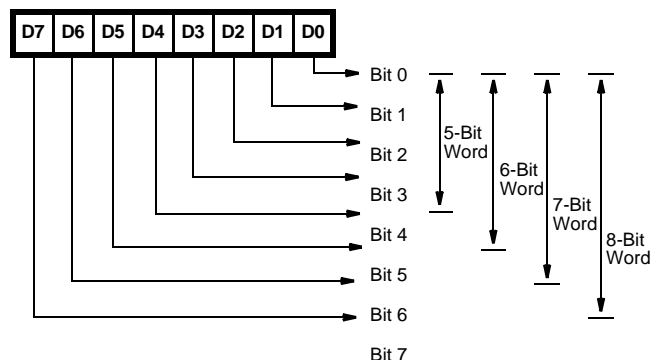 D7 D6 D5 D4 D3 D2 D1 D0
Bit 0
Bit 1
Bit 2
Bit 3
Bit 4
Bit 5
Bit 6
Bit 7
5-Bit
Word
6-Bit
Word
7-Bit
Word
8-Bit
Word